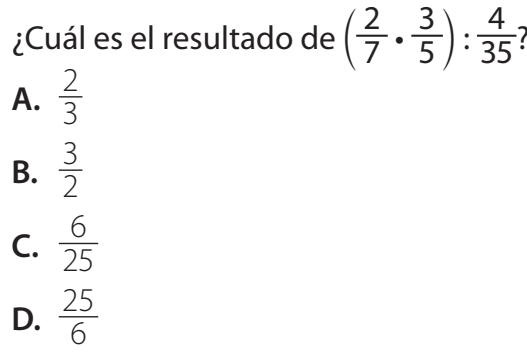 ¿Cuál es el resultado de (2/7 • 3/5) : 4/35?
A. 2/3
B. 3/2
C. 6/25
D. 25/6